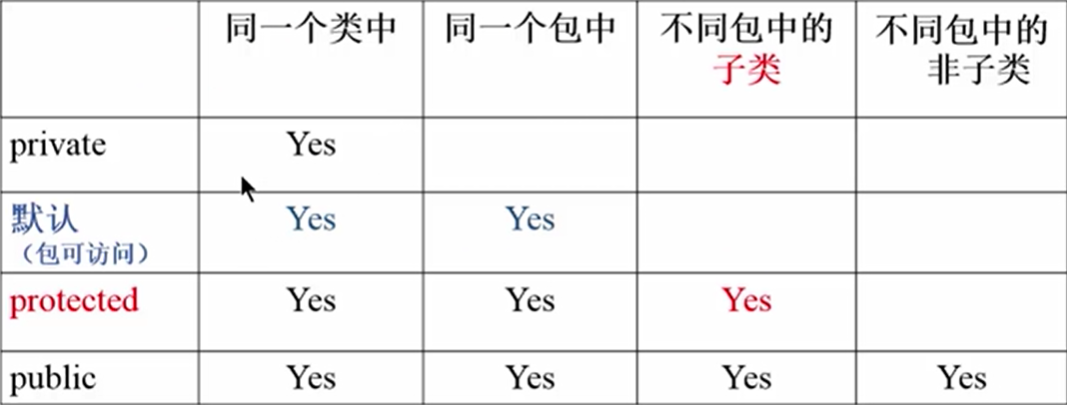 同一个类中 同一个包中 不同包中的 不同包中的
子类 非子类
private Yes
默认 Yes Yes
（包可访问）
protected Yes Yes Yes
public Yes Yes Yes Yes